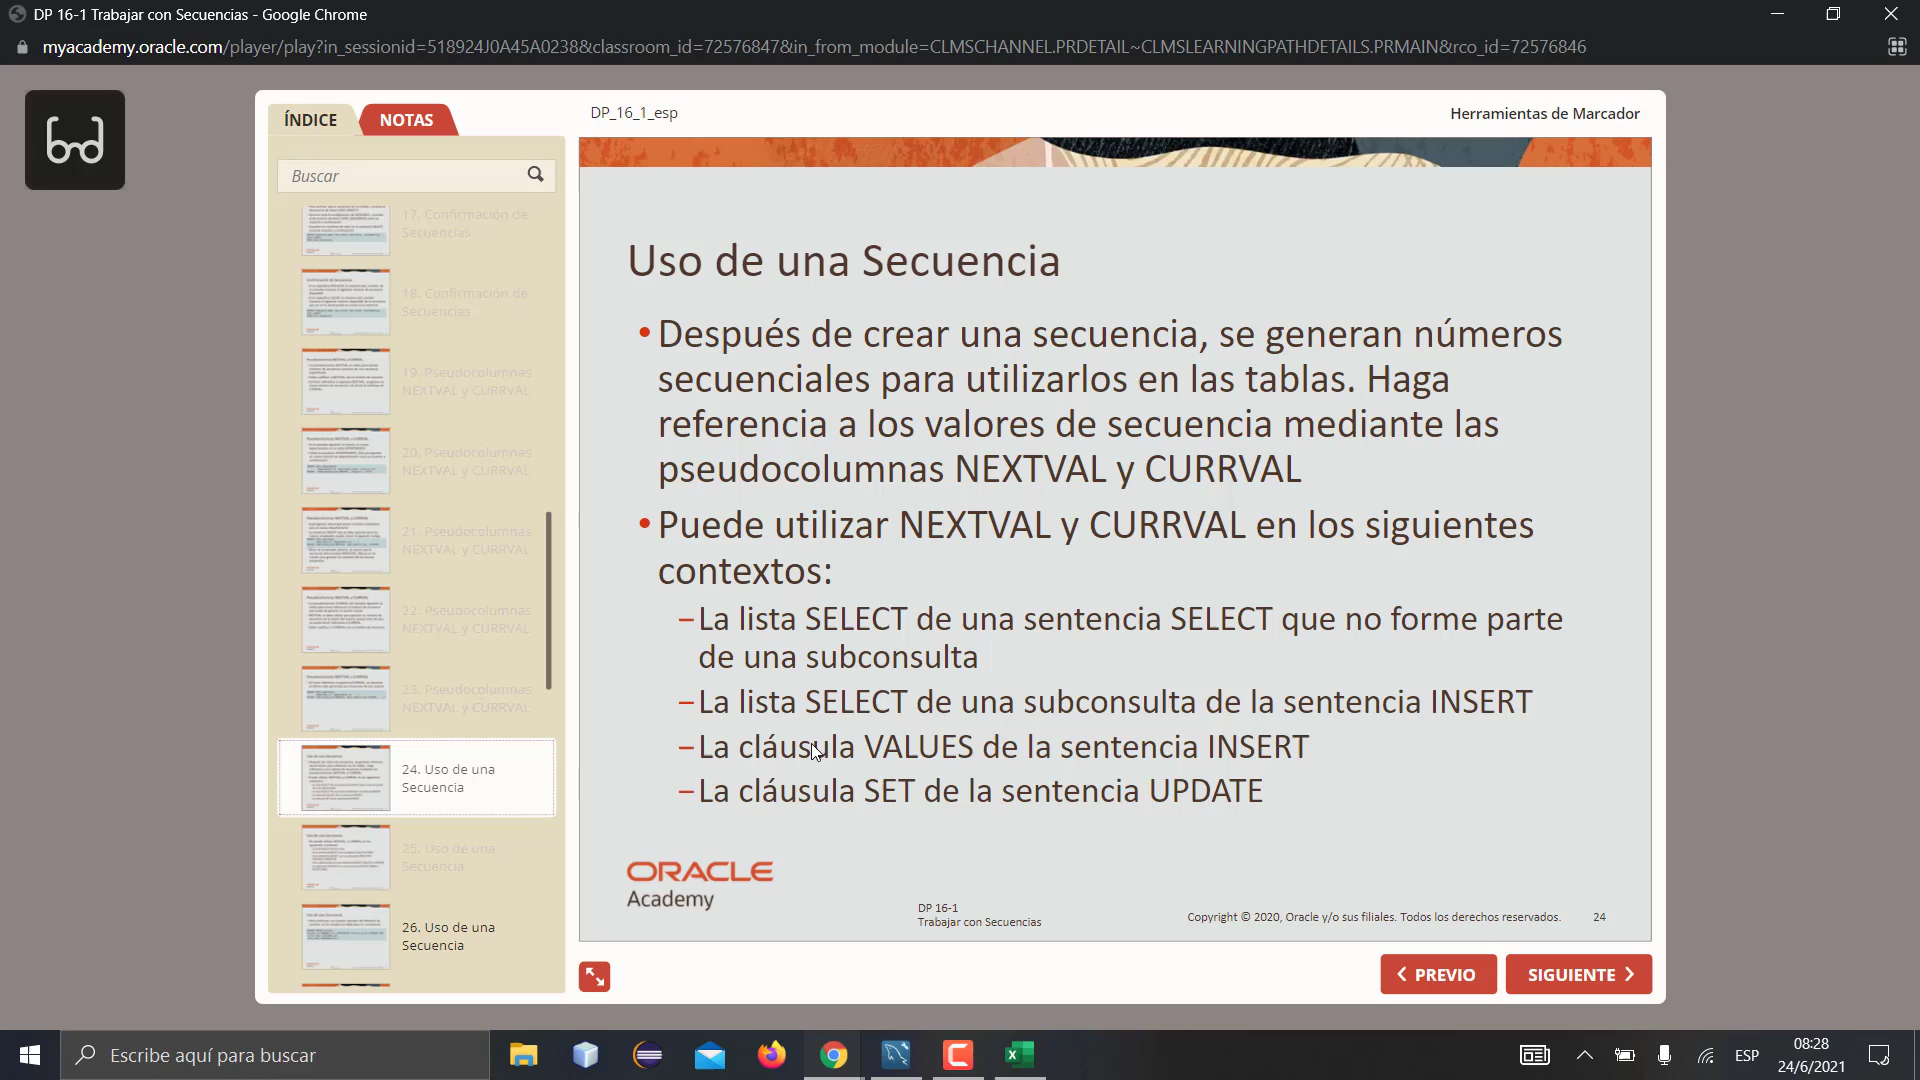 DP 16-1 Trabajar con Secuencias - Google Chrome
myacademy.oracle.com/player/play?in_sessionid=518924J0A45A0238&classroom_id=72576847&in_from_module=CLMSCHANNEL.PRDETAIL~CLMSLEARNINGPATHDETAILS.PRMAIN&rco_id=72576846
ÍNDICE
NOTAS
DP_16_1_esp
Herramientas de Marcador
Buscar
17. Confirmación de
Secuencias
18. Confirmación de
Secuencias
19. Pseudocolumnas
NEXTVAL y CURRVAL
20. Pseudocolumnas
NEXTVAL y CURRVAL
21. Pseudocolumnas
NEXTVAL y CURRVAL
22. Pseudocolumnas
NEXTVAL y CURRVAL
23. Pseudocolumnas
NEXTVAL y CURRVAL
24. Uso de una
Secuencia
25. Uso de una
Secuencia
26. Uso de una
Secuencia
Uso de una Secuencia
•Después de crear una secuencia, se generan números
secuenciales para utilizarlos en las tablas. Haga
referencia a los valores de secuencia mediante las
pseudocolumnas NEXTVAL y CURRVAL
•Puede utilizar NEXTVAL y CURRVAL en los siguientes
contextos:
–La lista SELECT de una sentencia SELECT que no forme parte
de una subconsulta
–La lista SELECT de una subconsulta de la sentencia INSERT
–La cláusula VALUES de la sentencia INSERT
–La cláusula SET de la sentencia UPDATE
ORACLE
Academy
DP 16-1
Trabajar con Secuencias
Copyright © 2020, Oracle y/o sus filiales. Todos los derechos reservados.
24
PREVIO
SIGUIENTE
Escribe aquí para buscar
ESP
08:28
24/6/2021